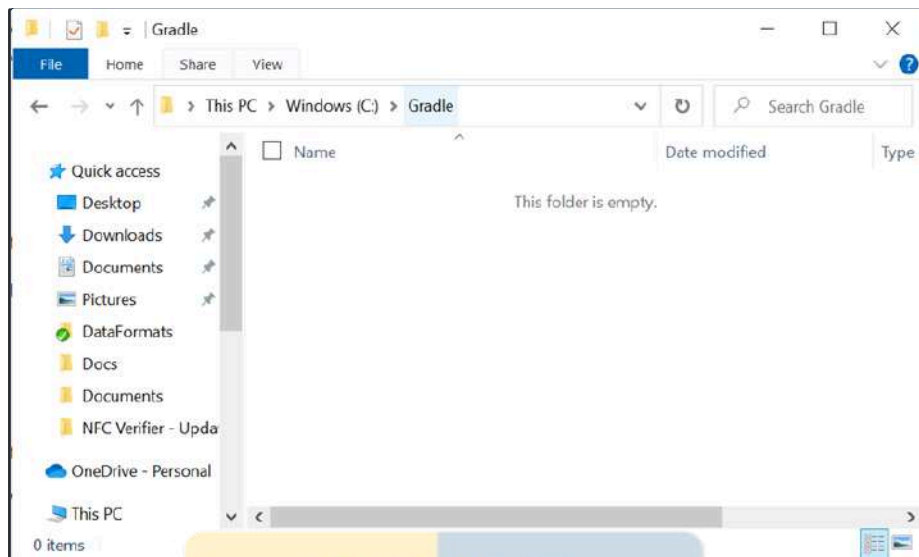 Gradle
File Home Share View
This PC > Windows (C:) > Gradle
Search Gradle
Name Date modified Type
This folder is empty.
Quick access
Desktop
Downloads
Documents
Pictures
DataFormats
Docs
Documents
NFC Verifier - Upda
OneDrive - Personal
This PC
0 items